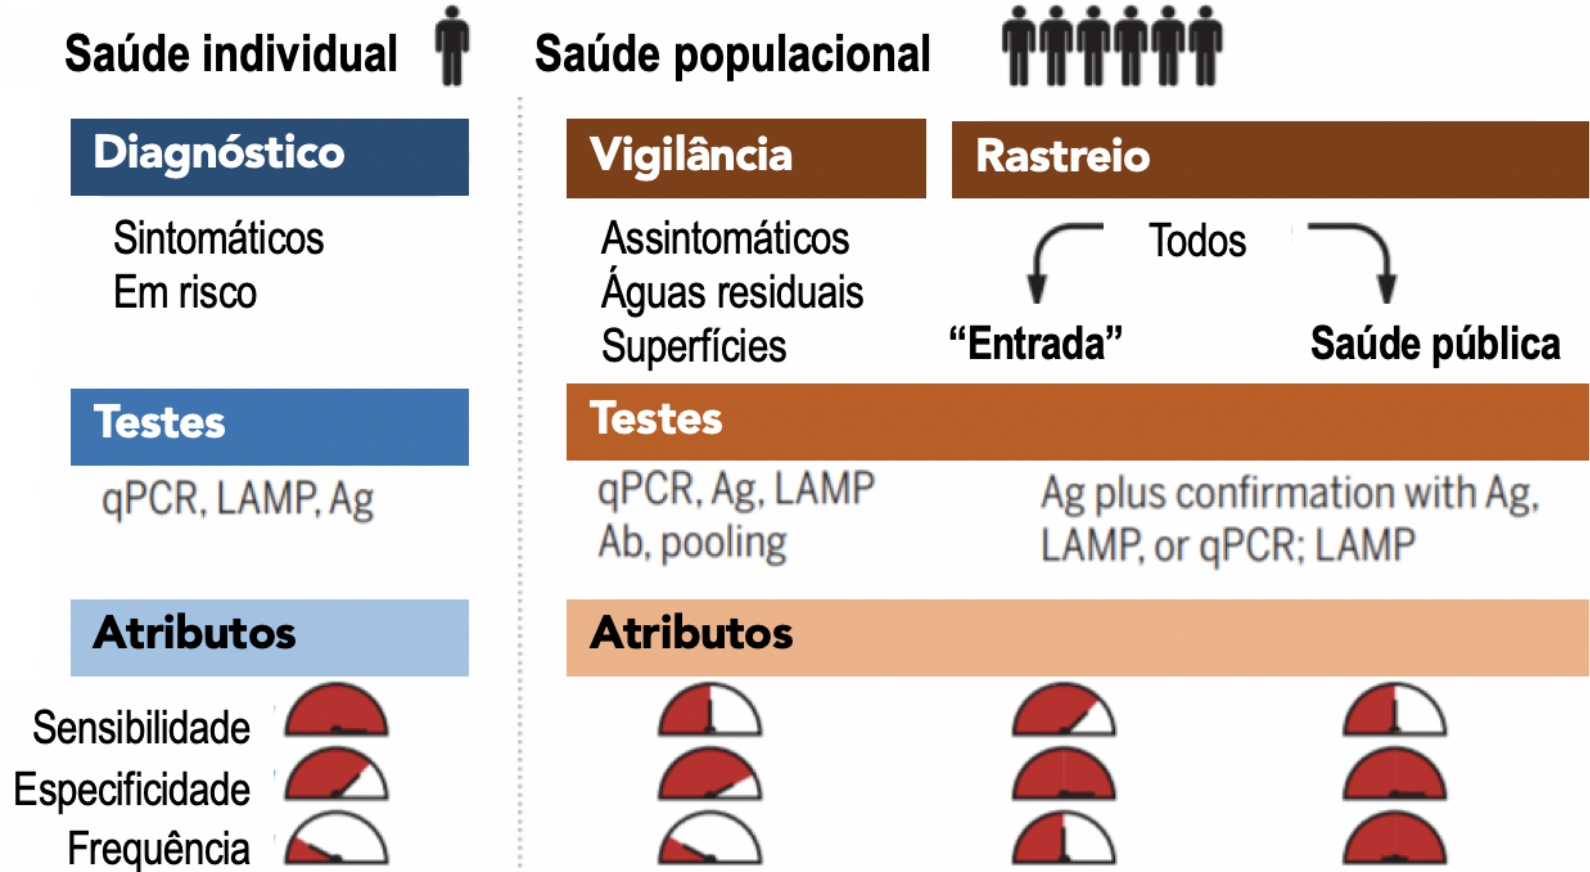 Saúde individual
Saúde populacional
Diagnóstico
Vigilância
Rastreio
Sintomáticos
Em risco
Assintomáticos
Águas residuais
Superfícies
Todos
“Entrada”
Saúde pública
Testes
Testes
qPCR, LAMP, Ag
qPCR, Ag, LAMP
Ab, pooling
Ag plus confirmation with Ag,
LAMP, or qPCR; LAMP
Atributos
Atributos
Sensibilidade
Especificidade
Frequência